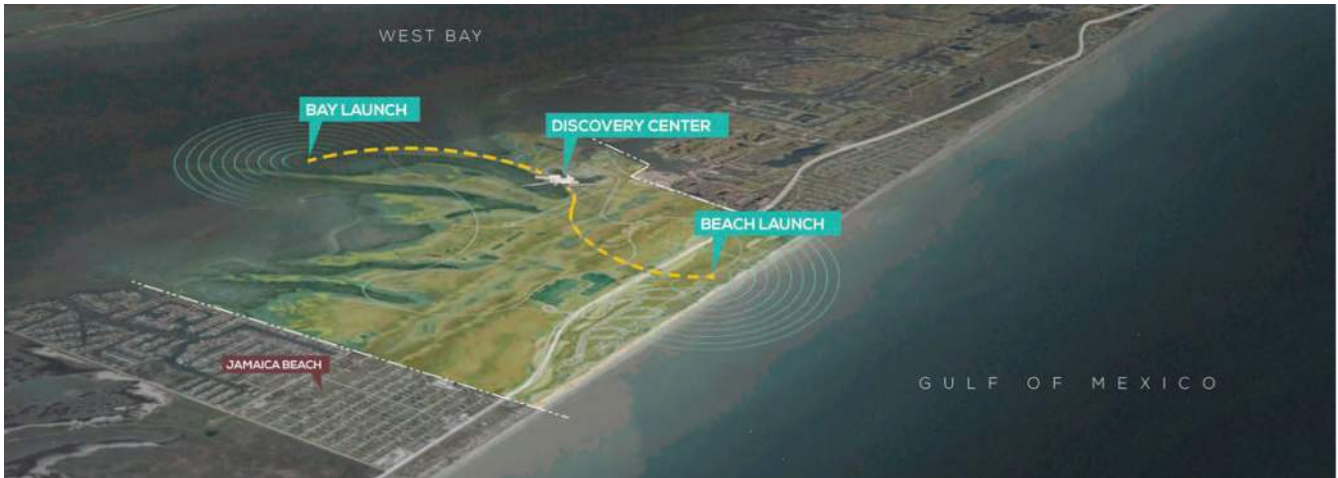 WEST BAY
BAY LAUNCH
DISCOVERY CENTER
BEACH LAUNCH
JAMAICA BEACH
GULF OF MEXICO